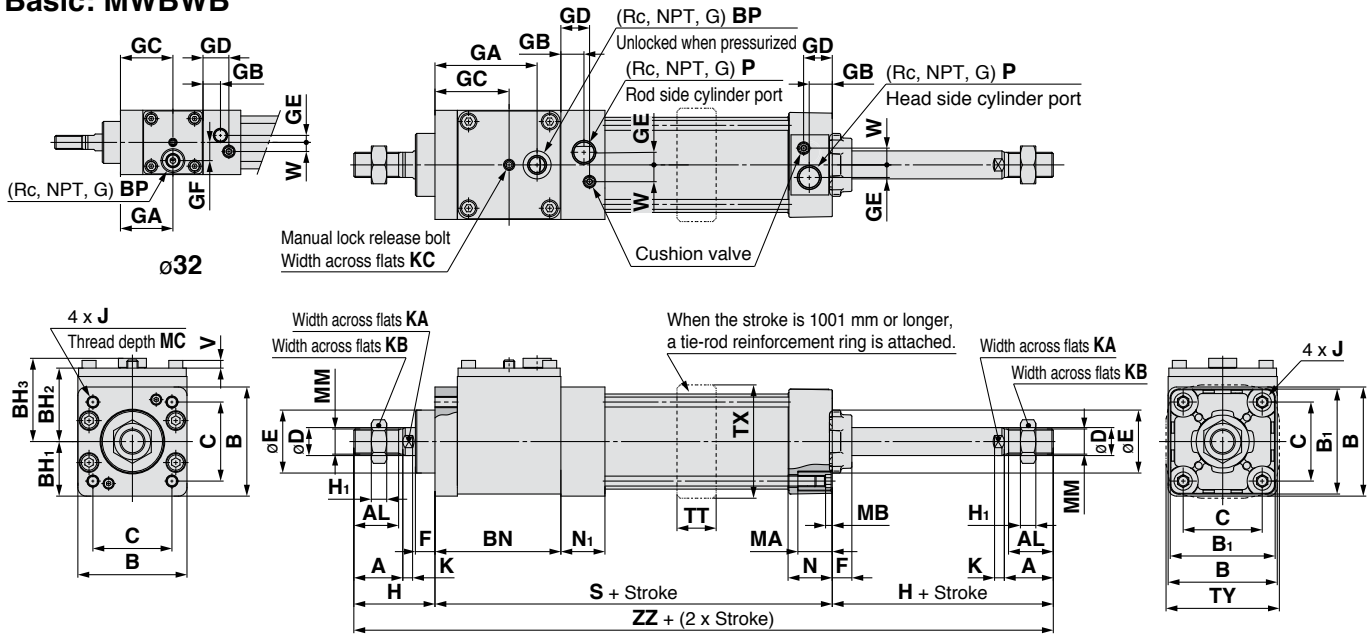 Basic: MWBWB
GC
GD
GB
GE
W
GF
(Rc, NPT, G) BP
GA
ø32
GD
GB
GA
GC
(Rc, NPT, G) BP
Unlocked when pressurized
(Rc, NPT, G) P
Rod side cylinder port
GD
GB
(Rc, NPT, G) P
Head side cylinder port
GE
W
W
GE
Manual lock release bolt
Width across flats KC
Cushion valve
4 x J
Thread depth MC
V
BH3
BH2
BH1
C
B
C
B
Width across flats KA
Width across flats KB
MM
øE
øD
H1
AL
F
BN
N1
A
K
H
When the stroke is 1001 mm or longer,
a tie-rod reinforcement ring is attached.
TX
TT
MA
MB
N
F
Width across flats KA
Width across flats KB
øD
øE
MM
H1
AL
K
A
S + Stroke
H + Stroke
ZZ + (2 x Stroke)
4 x J
C
B1
B
C
B1
B
TY